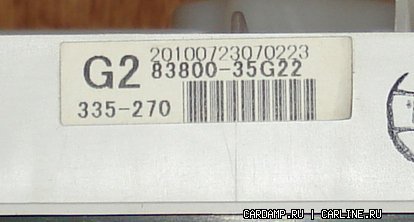 20100723070223
G2 83800-35G22
335-270
CARDAMP.RU | CARLINE.RU